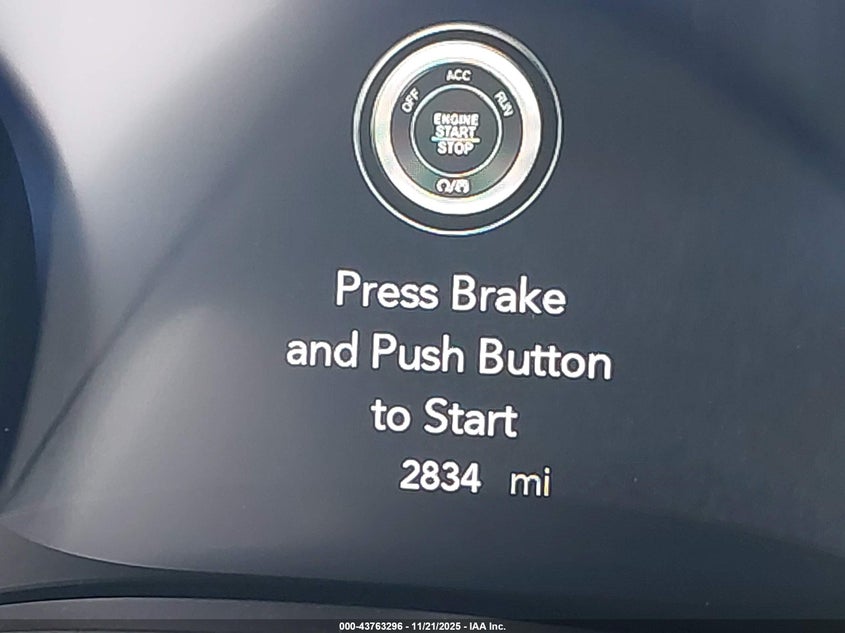 ACC
OFF
RUN
ENGINE
START
STOP
Press Brake
and Push Button
to Start
2834 mi
000-43763296 - 11/21/2025 - IAA Inc.